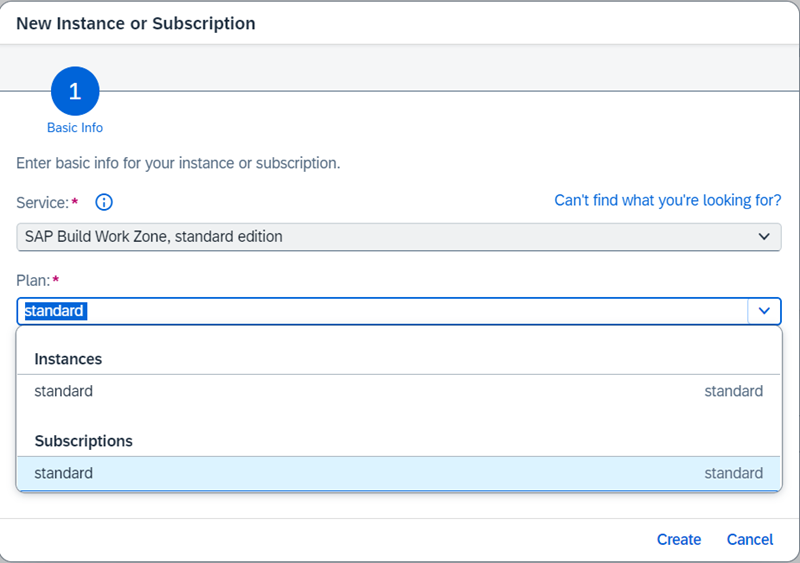 New Instance or Subscription
1
Basic Info
Enter basic info for your instance or subscription.
Service:* Can't find what you're looking for?
SAP Build Work Zone, standard edition
Plan:*
standard
Instances
standard standard
Subscriptions
standard standard
Create Cancel